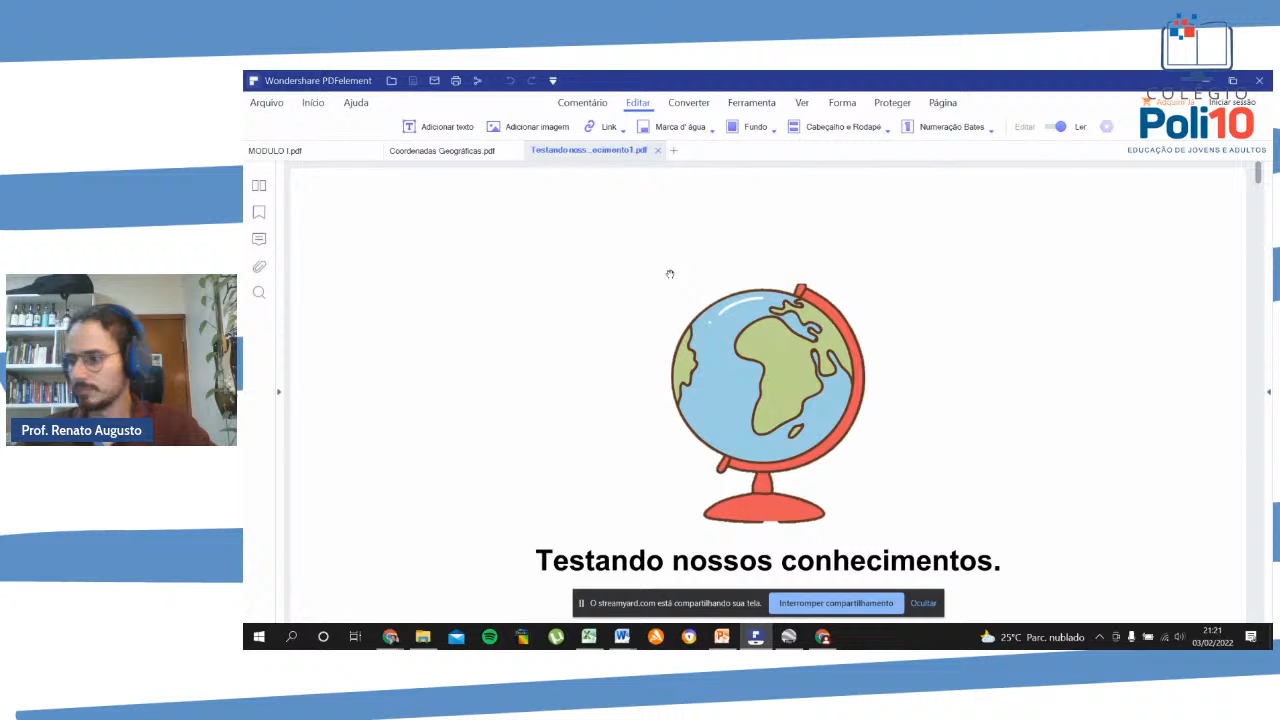 Wondershare PDFelement
Arquivo Início Ajuda Comentário Editar Converter Ferramenta Ver Forma Proteger Página Adquirir Já Iniciar sessão
Adicionar texto Adicionar imagem Link Marca d' água Fundo Cabeçalho e Rodapé Numeração Bates Editar Ler
MODULO I.pdf Coordenadas Geográficas.pdf Testando noss...ecimento1.pdf
COLÉGIO
Poli10
EDUCAÇÃO DE JOVENS E ADULTOS
Prof. Renato Augusto
Testando nossos conhecimentos.
O streamyard.com está compartilhando sua tela. Interromper compartilhamento Ocultar
25°C Parc. nublado
21:21
03/02/2022